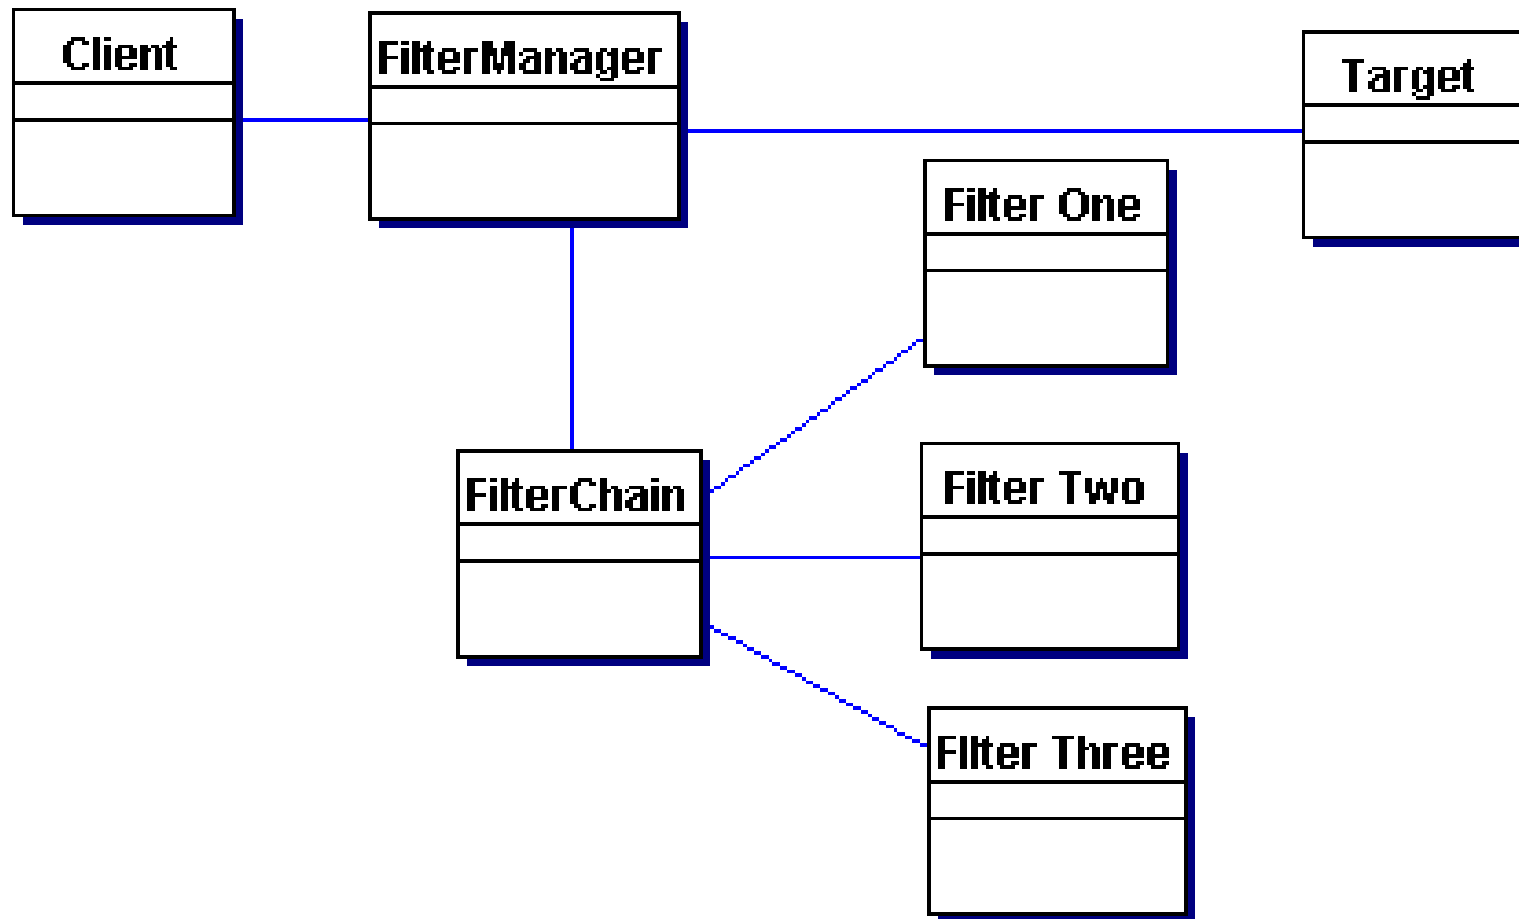 Client
FilterManager
Target
Filter One
FilterChain
Filter Two
FIlter Three